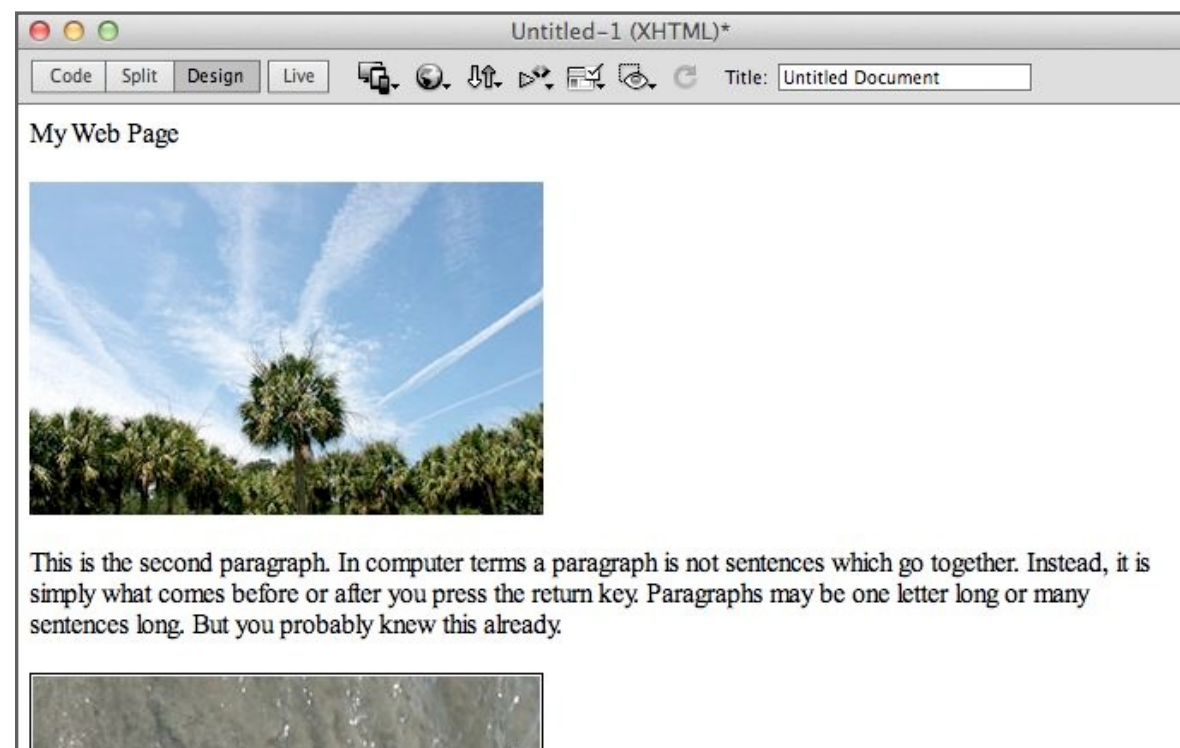 Untitled-1 (XHTML)*
Code Split Design Live Title: Untitled Document
My Web Page
This is the second paragraph. In computer terms a paragraph is not sentences which go together. Instead, it is
simply what comes before or after you press the return key. Paragraphs may be one letter long or many
sentences long. But you probably knew this already.